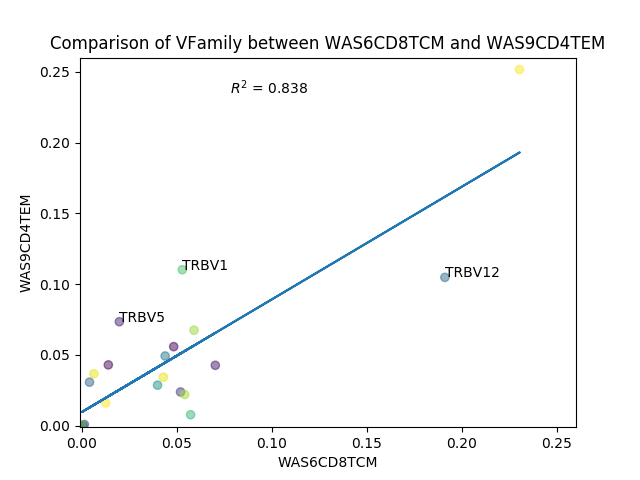 Comparison of VFamily between WAS6CD8TCM and WAS9CD4TEM
R² = 0.838
0.25
0.20
0.15
0.10
0.05
0.00
WAS9CD4TEM
TRBV1
TRBV12
TRBV5
0.00 0.05 0.10 0.15 0.20 0.25
WAS6CD8TCM